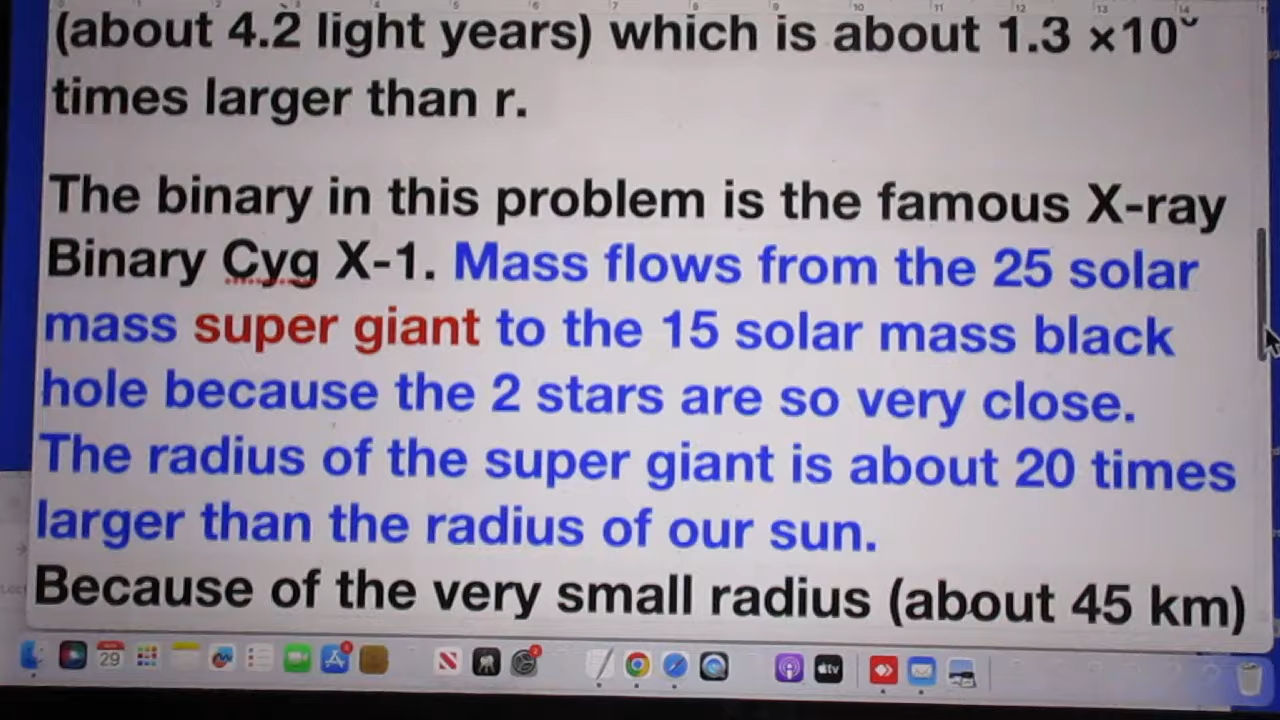 (about 4.2 light years) which is about 1.3 ×10
times larger than r.
The binary in this problem is the famous X-ray
Binary Cyg X-1. Mass flows from the 25 solar
mass super giant to the 15 solar mass black
hole because the 2 stars are so very close.
The radius of the super giant is about 20 times
larger than the radius of our sun.
Because of the very small radius (about 45 km)
29
tv